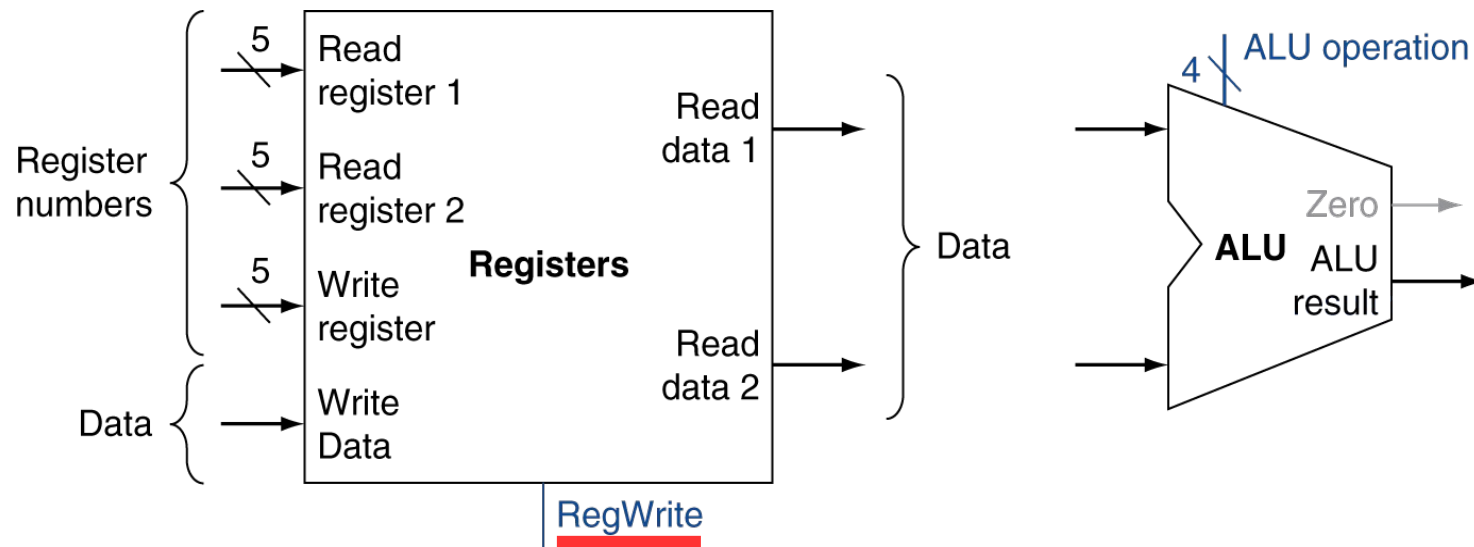 Register
numbers
Data
5
Read
register 1
5
Read
register 2
5
Write
register
Write
Data
Registers
Read
data 1
Read
data 2
RegWrite
Data
4
ALU operation
ALU
Zero
ALU
result